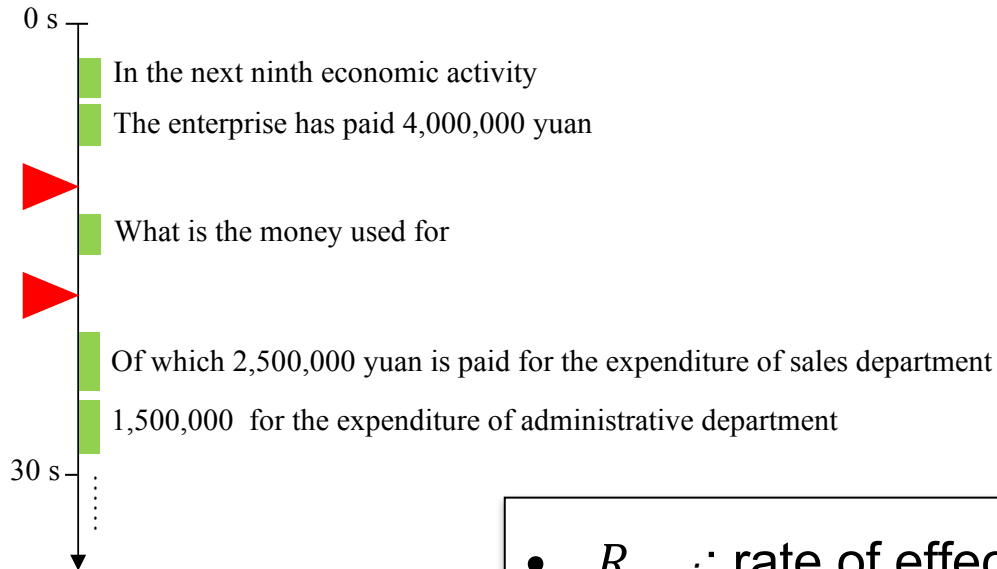 0 s
In the next ninth economic activity
The enterprise has paid 4,000,000 yuan
What is the money used for
Of which 2,500,000 yuan is paid for the expenditure of sales department
1,500,000 for the expenditure of administrative department
30 s
• R : rate of effec